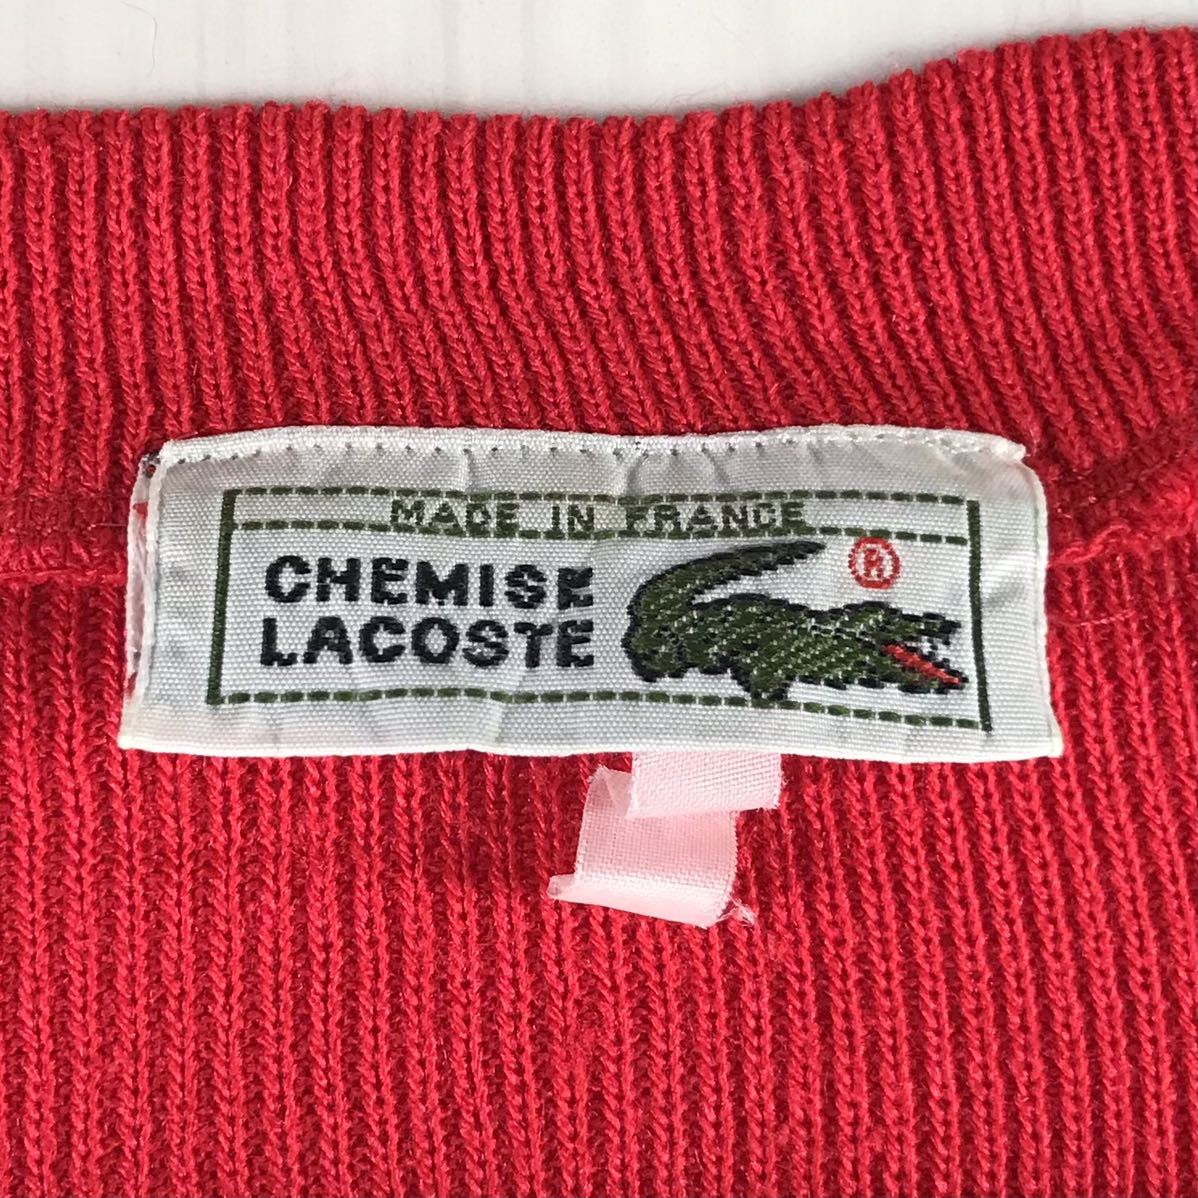 MADE IN FRANCE
CHEMISE
LACOSTE
®